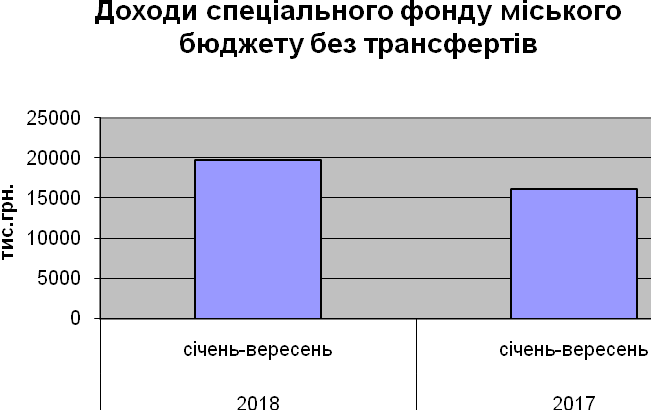 Доходи спеціального фонду міського
бюджету без трансфертів
тис.грн.
25000
20000
15000
10000
5000
0
січень-вересень січень-вересень
2018 2017